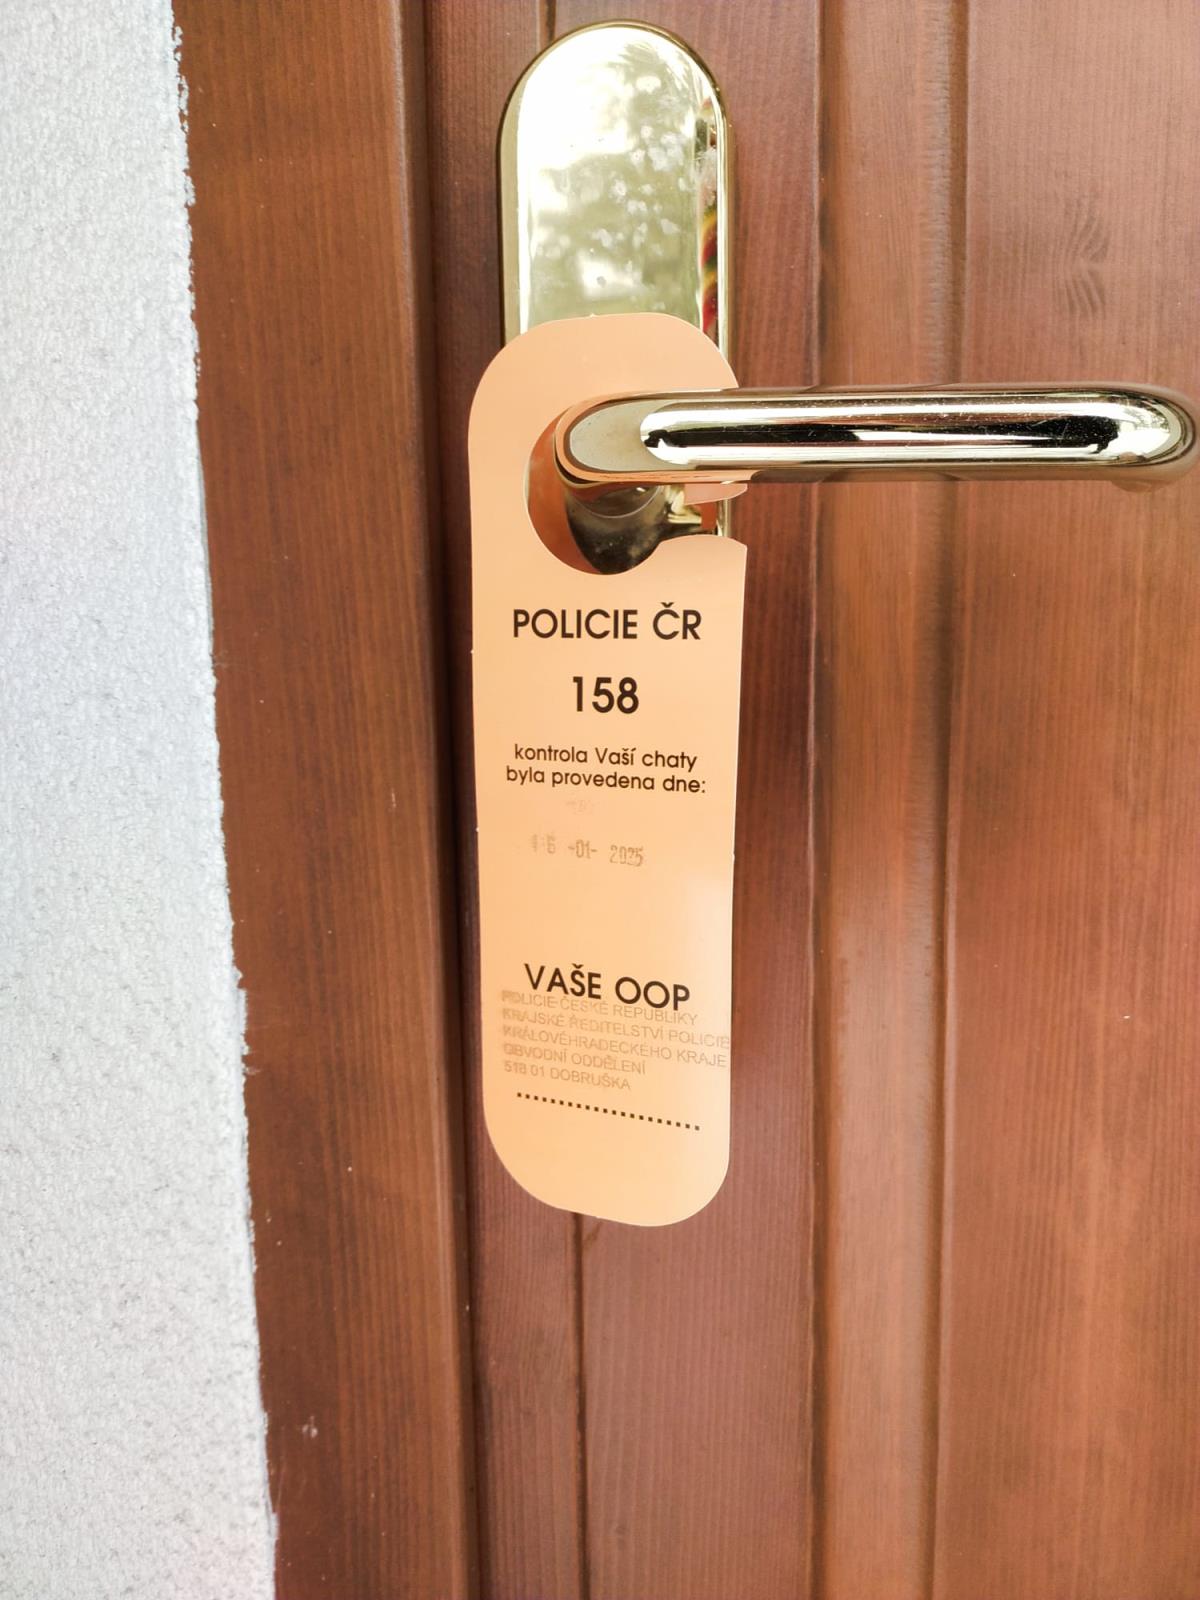 POLICIE ČR
158
kontrola Vaší chaty
byla provedena dne:
16 -01- 2025
VAŠE OOP
POLICIE ČESKÉ REPUBLIKY
KRAJSKÉ ŘEDITELSTVÍ POLICIE
KRÁLOVÉHRADECKÉHO KRAJE
OBVODNÍ ODDĚLENÍ
518 01 DOBRUŠKA